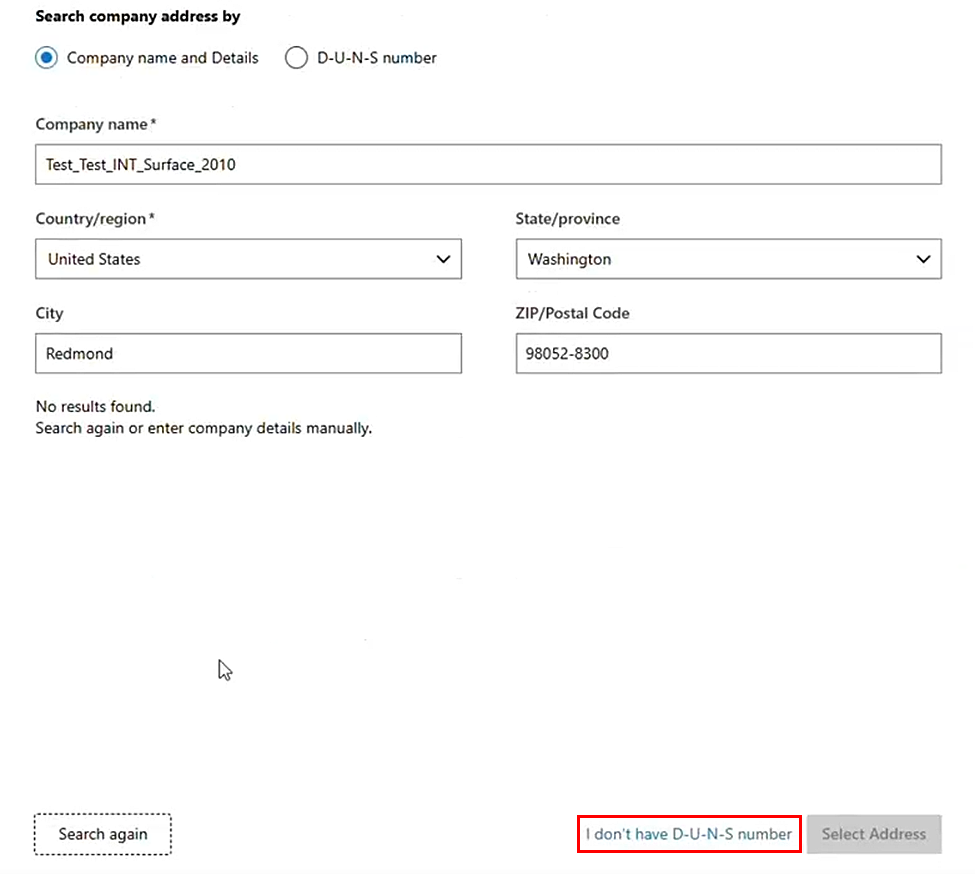 Search company address by
Company name and Details
D-U-N-S number
Company name*
Test_Test_INT_Surface_2010
Country/region*
State/province
United States
Washington
City
ZIP/Postal Code
Redmond
98052-8300
No results found.
Search again or enter company details manually.
Search again
I don't have D-U-N-S number
Select Address